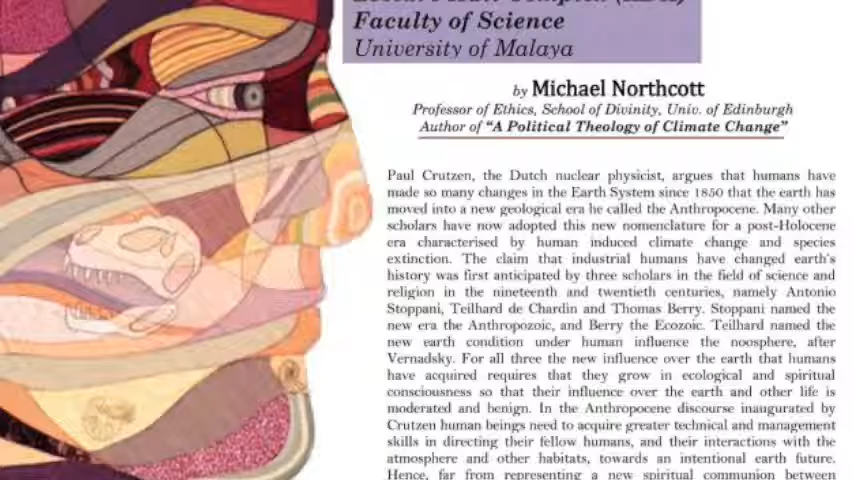 Faculty of Science
University of Malaya
by Michael Northcott
Professor of Ethics, School of Divinity, Univ. of Edinburgh
Author of “A Political Theology of Climate Change”
Paul Crutzen, the Dutch nuclear physicist, argues that humans have
made so many changes in the Earth System since 1850 that the earth has
moved into a new geological era he called the Anthropocene. Many other
scholars have now adopted this new nomenclature for a post-Holocene
era characterised by human induced climate change and species
extinction. The claim that industrial humans have changed earth's
history was first anticipated by three scholars in the field of science and
religion in the nineteenth and twentieth centuries, namely Antonio
Stoppani, Teilhard de Chardin and Thomas Berry. Stoppani named the
new era the Anthropozoic, and Berry the Ecozoic. Teilhard named the
new earth condition under human influence the noosphere, after
Vernadsky. For all three the new influence over the earth that humans
have acquired requires that they grow in ecological and spiritual
consciousness so that their influence over the earth and other life is
moderated and benign. In the Anthropocene discourse inaugurated by
Crutzen human beings need to acquire greater technical and management
skills in directing their fellow humans, and their interactions with the
atmosphere and other habitats, towards an intentional earth future.
Hence, far from representing a new spiritual communion between